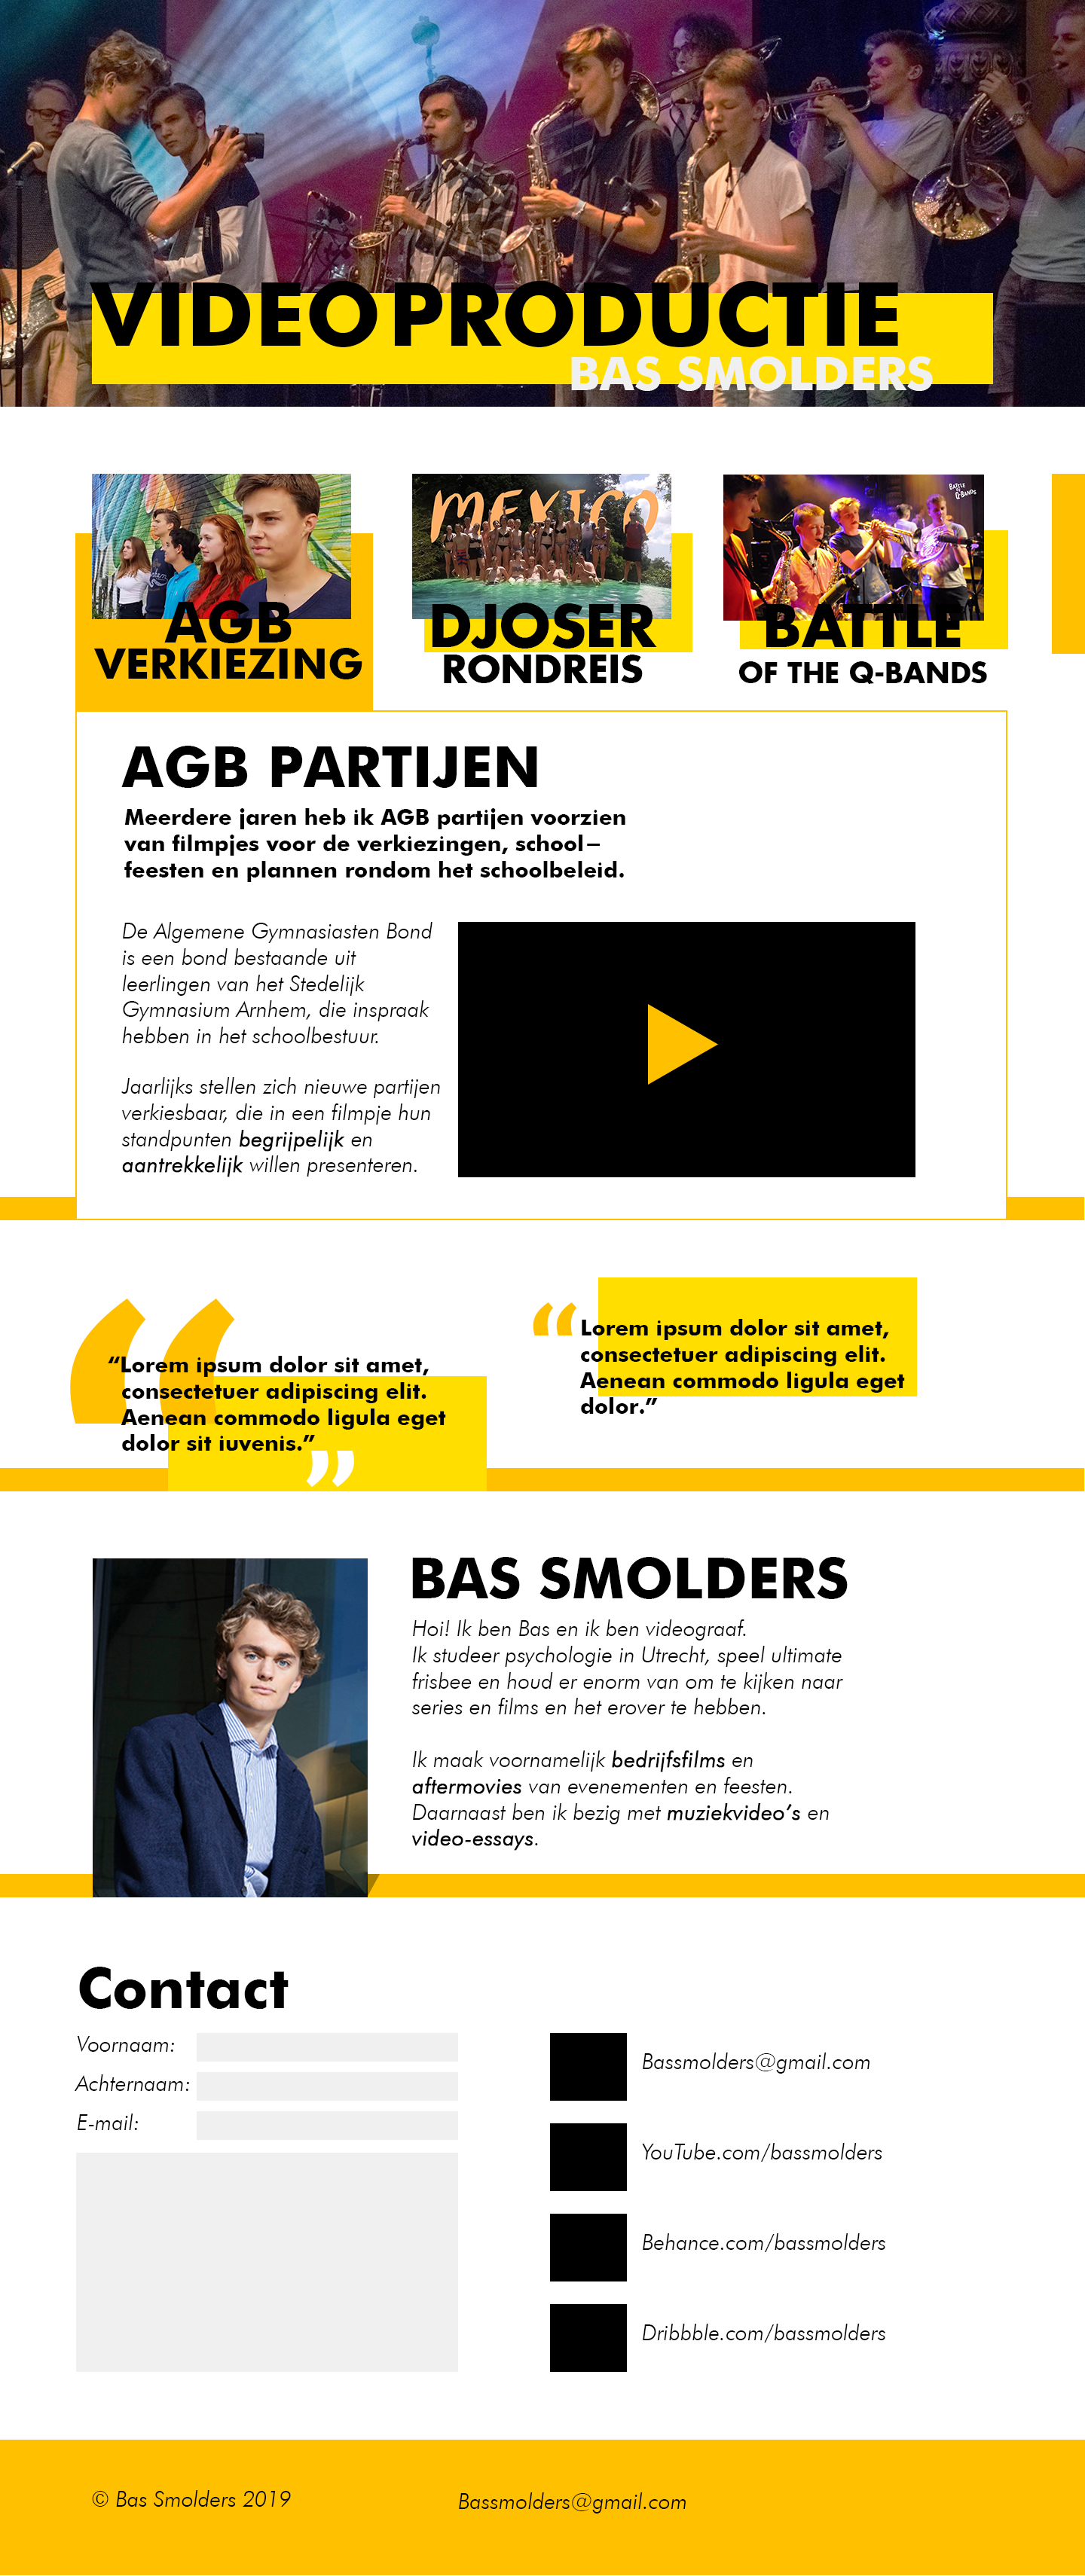 VIDEOPRODUCTIE
BAS SMOLDERS
MEXICO
BATTLE
Q-BANDS
AGB
VERKIEZING
DJOSER
RONDREIS
BATTLE
OF THE Q-BANDS
AGB PARTIJEN
Meerdere jaren heb ik AGB partijen voorzien
van filmpjes voor de verkiezingen, school–
feesten en plannen rondom het schoolbeleid.
De Algemene Gymnasiasten Bond
is een bond bestaande uit
leerlingen van het Stedelijk
Gymnasium Arnhem, die inspraak
hebben in het schoolbestuur.
Jaarlijks stellen zich nieuwe partijen
verkiesbaar, die in een filmpje hun
standpunten begrijpelijk en
aantrekkelijk willen presenteren.
“Lorem ipsum dolor sit amet,
consectetuer adipiscing elit.
Aenean commodo ligula eget
dolor sit iuvenis.”
“
Lorem ipsum dolor sit amet,
consectetuer adipiscing elit.
Aenean commodo ligula eget
dolor.”
BAS SMOLDERS
Hoi! Ik ben Bas en ik ben videograaf.
Ik studeer psychologie in Utrecht, speel ultimate
frisbee en houd er enorm van om te kijken naar
series en films en het erover te hebben.
Ik maak voornamelijk bedrijfsfilms en
aftermovies van evenementen en feesten.
Daarnaast ben ik bezig met muziekvideo’s en
video-essays.
Contact
Voornaam:
Achternaam:
E-mail:
Bassmolders@gmail.com
YouTube.com/bassmolders
Behance.com/bassmolders
Dribbble.com/bassmolders
© Bas Smolders 2019
Bassmolders@gmail.com